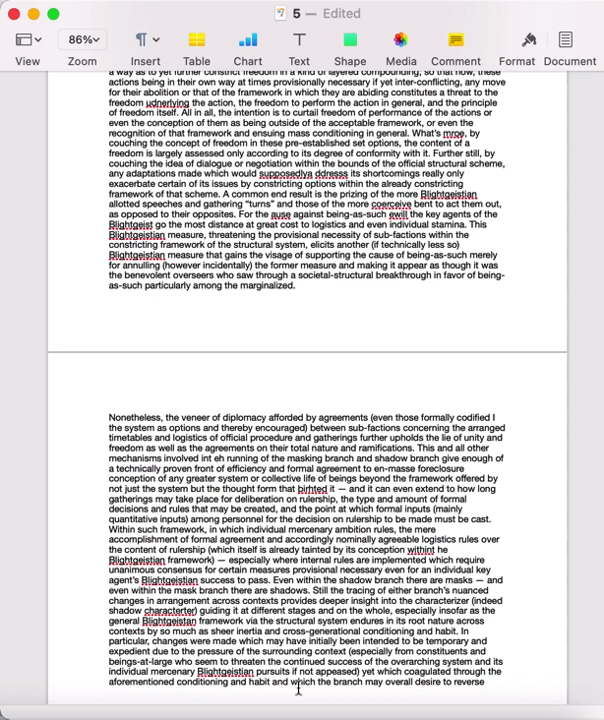 5 — Edited
86%
View
Zoom
Insert
Table
Chart
Text
Shape
Media
Comment
Format
Document
a way as to yet further constrict freedom in a kind of layered compounding, so that now, these
actions being in their own way at times provisionally necessary if yet inter-conflicting, any move
for their abolition or that of the framework in which they are abiding constitutes a threat to the
freedom udnerlying the action, the freedom to perform the action in general, and the principle
of freedom itself. All in all, the intention is to curtail freedom of performance of the actions or
even the conception of them as being outside of the acceptable framework, or even the
recognition of that framework and ensuing mass conditioning in general. What's mroe, by
couching the concept of freedom in these pre-established set options, the content of a
freedom is largely assessed only according to its degree of conformity with it. Further still, by
couching the idea of dialogue or negotiation within the bounds of the official structural scheme,
any adaptations made which would supposedlya ddresss its shortcomings really only
exacerbate certain of its issues by constricting options within the already constricting
framework of that scheme. A common end result is the prizing of the more Blightgeistian
allotted speeches and gathering “turns” and those of the more coerceive bent to act them out,
as opposed to their opposites. For the ause against being-as-such ewill the key agents of the
Blightgeist go the most distance at great cost to logistics and even individual stamina. This
Blightgeistian measure, threatening the provisional necessity of sub-factions within the
constricting framework of the structural system, elicits another (if technically less so)
Blightgeistian measure that gains the visage of supporting the cause of being-as-such merely
for annulling (however incidentally) the former measure and making it appear as though it was
the benevolent overseers who saw through a societal-structural breakthrough in favor of being-
as-such particularly among the marginalized.
Nonetheless, the veneer of diplomacy afforded by agreements (even those formally codified I
the system as options and thereby encouraged) between sub-factions concerning the arranged
timetables and logistics of official procedure and gatherings further upholds the lie of unity and
freedom as well as the agreements on their total nature and ramifications. This and all other
mechanisms involved int eh running of the masking branch and shadow branch give enough of
a technically proven front of efficiency and formal agreement to en-masse foreclosure
conception of any greater system or collective life of beings beyond the framework offered by
not just the system but the thought form that birhted it — and it can even extend to how long
gatherings may take place for deliberation on rulership, the type and amount of formal
decisions and rules that may be created, and the point at which formal inputs (mainly
quantitative inputs) among personnel for the decision on rulership to be made must be cast.
Within such framework, in which individual mercenary ambition rules, the mere
accomplishment of formal agreement and accordingly nominally agreeable logistics rules over
the content of rulership (which itself is already tainted by its conception withint he
Blightgeistian framework) — especially where internal rules are implemented which require
unanimous consensus for certain measures provisional necessary even for an individual key
agent's Blightgeistian success to pass. Even within the shadow branch there are masks — and
even within the mask branch there are shadows. Still the tracing of either branch's nuanced
changes in arrangement across contexts provides deeper insight into the characterizer (indeed
shadow characterter) guiding it at different stages and on the whole, especially insofar as the
general Blightgeistan framework via the structural system endures in its root nature across
contexts by so much as sheer inertia and cross-generational conditioning and habit. In
particular, changes were made which may have initially been intended to be temporary and
expedient due to the pressure of the surrounding context (especially from constituents and
beings-at-large who seem to threaten the continued success of the overarching system and its
individual mercenary Blightgeistian pursuits if not appeased) yet which coagulated through the
aforementioned conditioning and habit and which the branch may overall desire to reverse